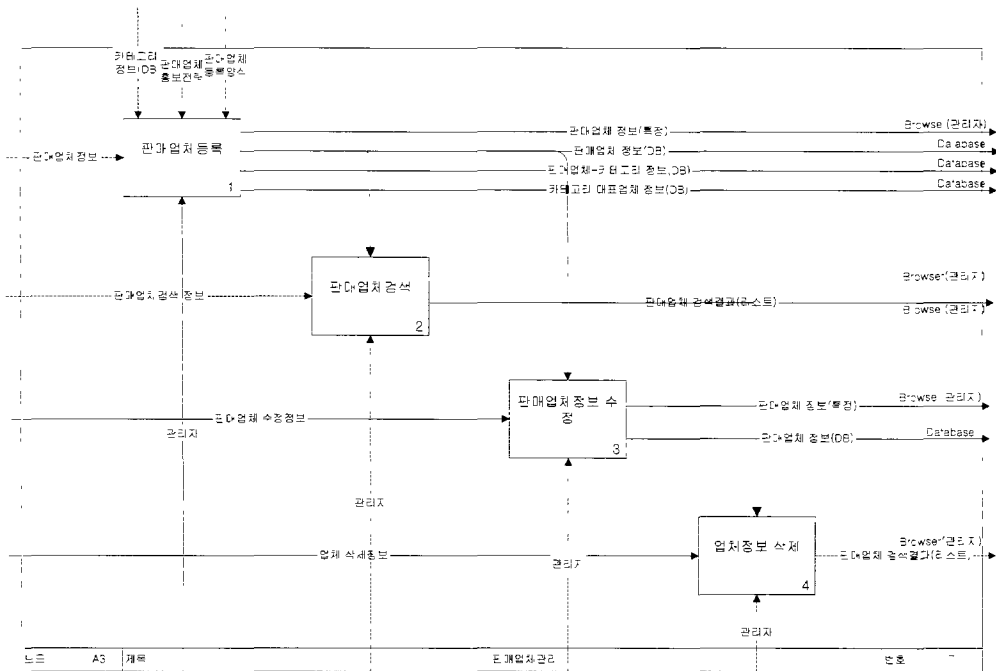 카테고리
정보(DB
판매업체
홍보전략
판매업체
등록양식
판매업체 정보(특정)
Browse (관리자)
판매업체 정보(DB)
Database
판매업체정보
판매업체등록
1
판매업체-카테고리 정보(DB)
Database
카테고리 대표업체 정보(DB)
Database
판매업체검색 정보
판매업체검색
2
판매업체 검색결과(리스트)
Browser(관리자)
Browse (관리자)
판매업체 수정정보
판매업체정보 수
정
3
판매업체 정보(특정)
Browse 관리자)
판매업체 정보(DB)
Database
관리자
관리자
업체 삭제정보
관리자
업체정보 삭제
4
Browser(관리자)
판매업체 검색결과(리스트)
관리자
노드
A3
제목
판매업체관리
번호